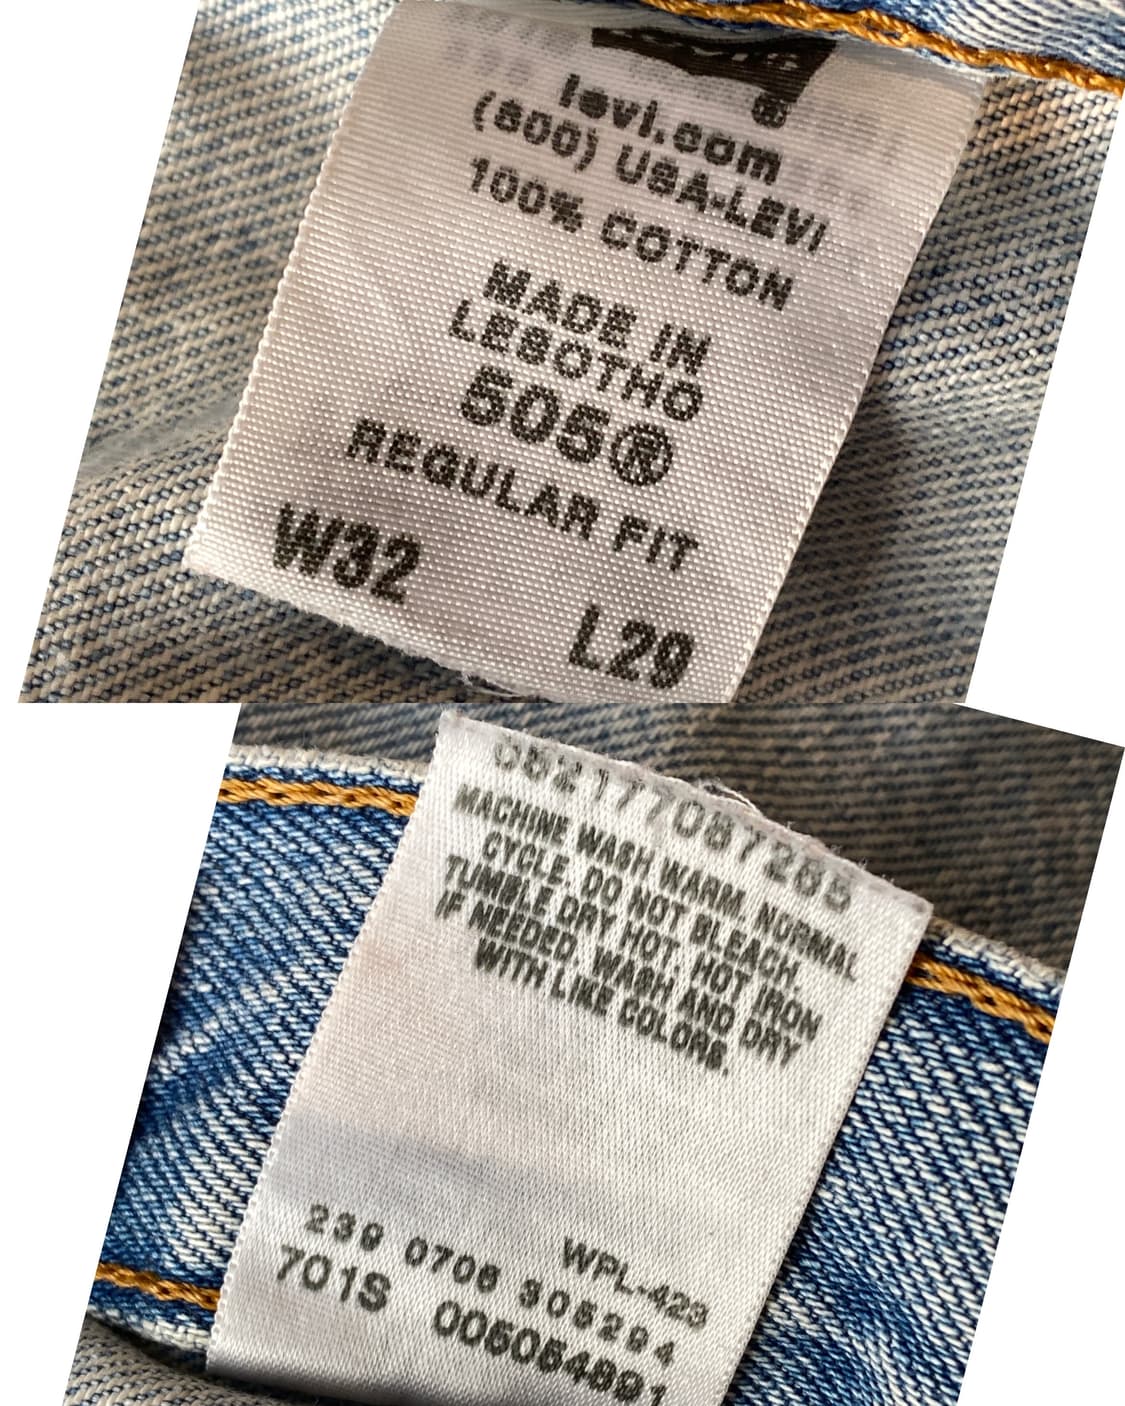 levi.com
(800) USA-LEVI
100% COTTON
MADE IN
LESOTHO
505®
REGULAR FIT
W32
L29
MACHINE WASH WARM, NORMAL
CYCLE. DO NOT BLEACH.
TUMBLE DRY HOT. HOT IRON
IF NEEDED. WASH AND DRY
WITH LIKE COLORS.
WPL-423
239 0706
701S